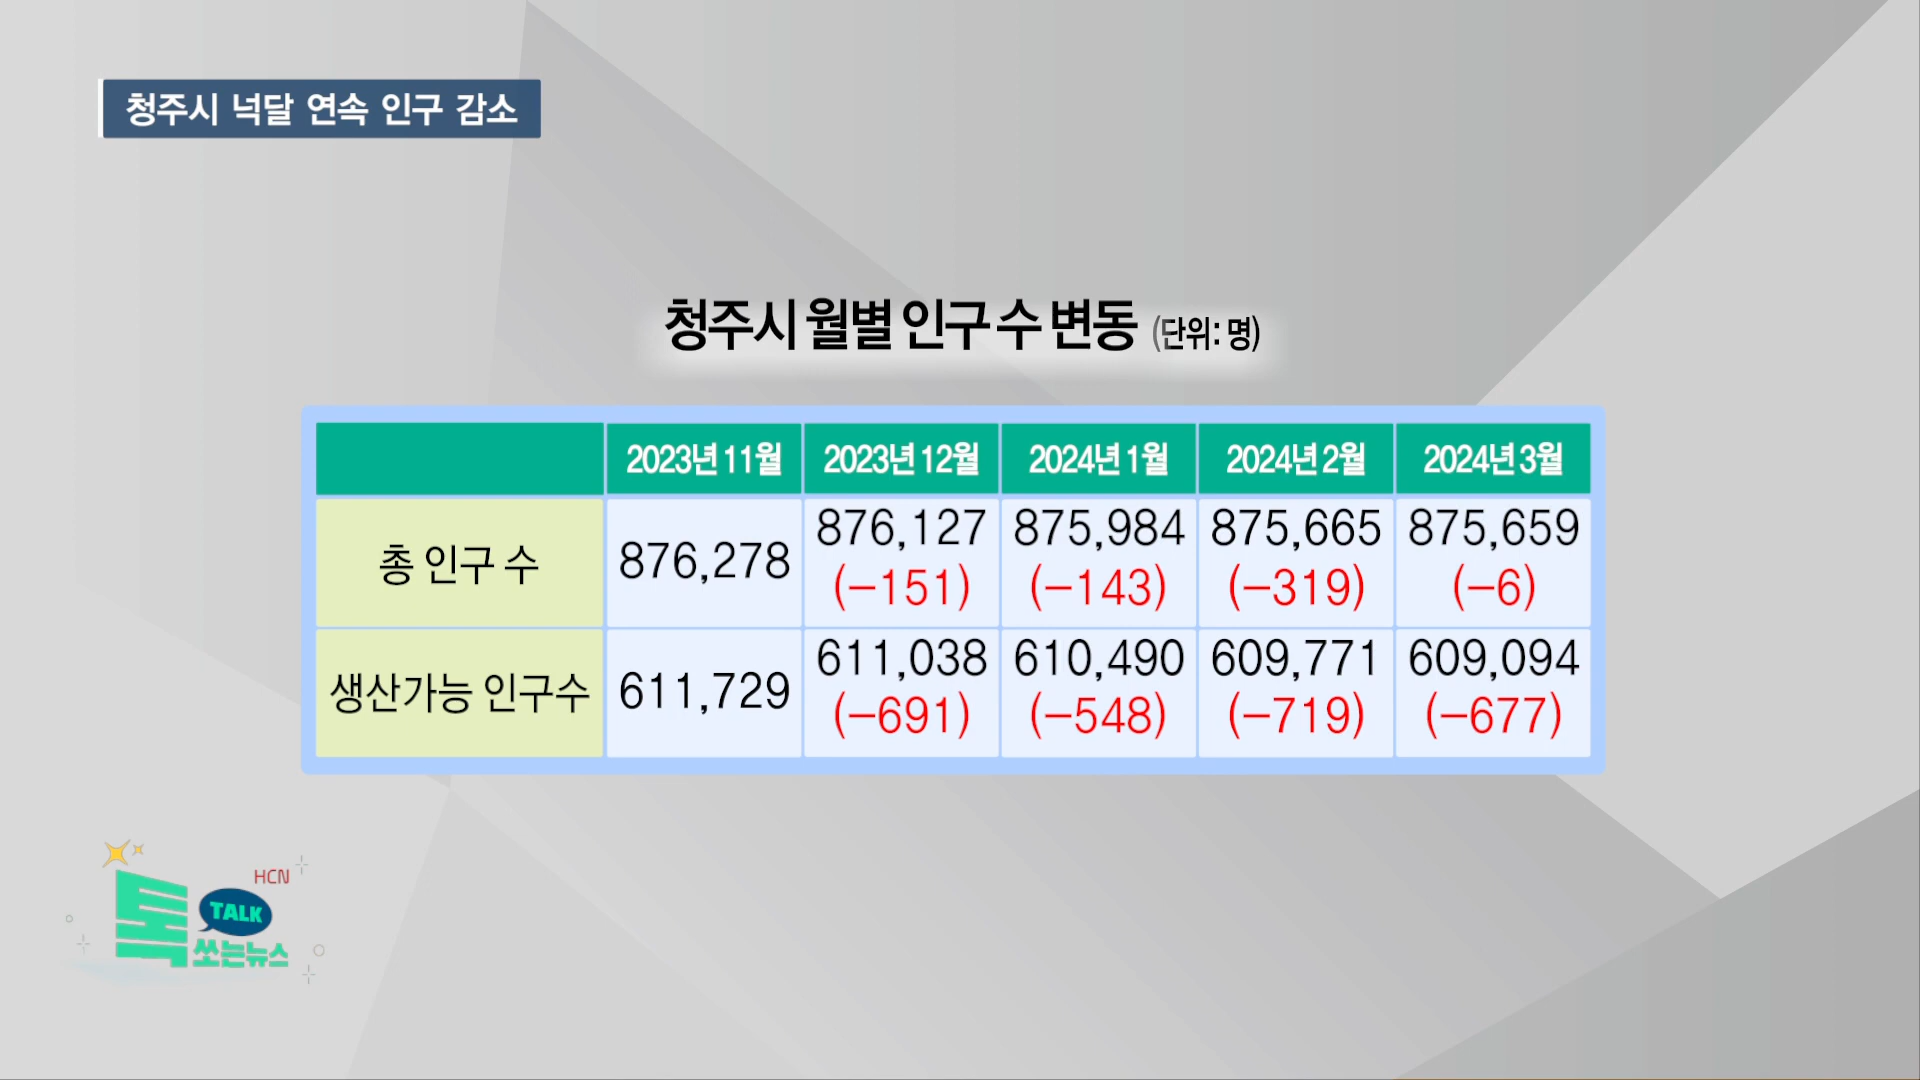 청주시 넉달 연속 인구 감소
청주시 월별 인구 수 변동 (단위: 명)
2023년 11월 2023년 12월 2024년 1월 2024년 2월 2024년 3월
총 인구 수 876,278 876,127 875,984 875,665 875,659
(-151) (-143) (-319) (-6)
생산가능 인구수 611,729 611,038 610,490 609,771 609,094
(-691) (-548) (-719) (-677)
HCN
톡 TALK
쏘는뉴스